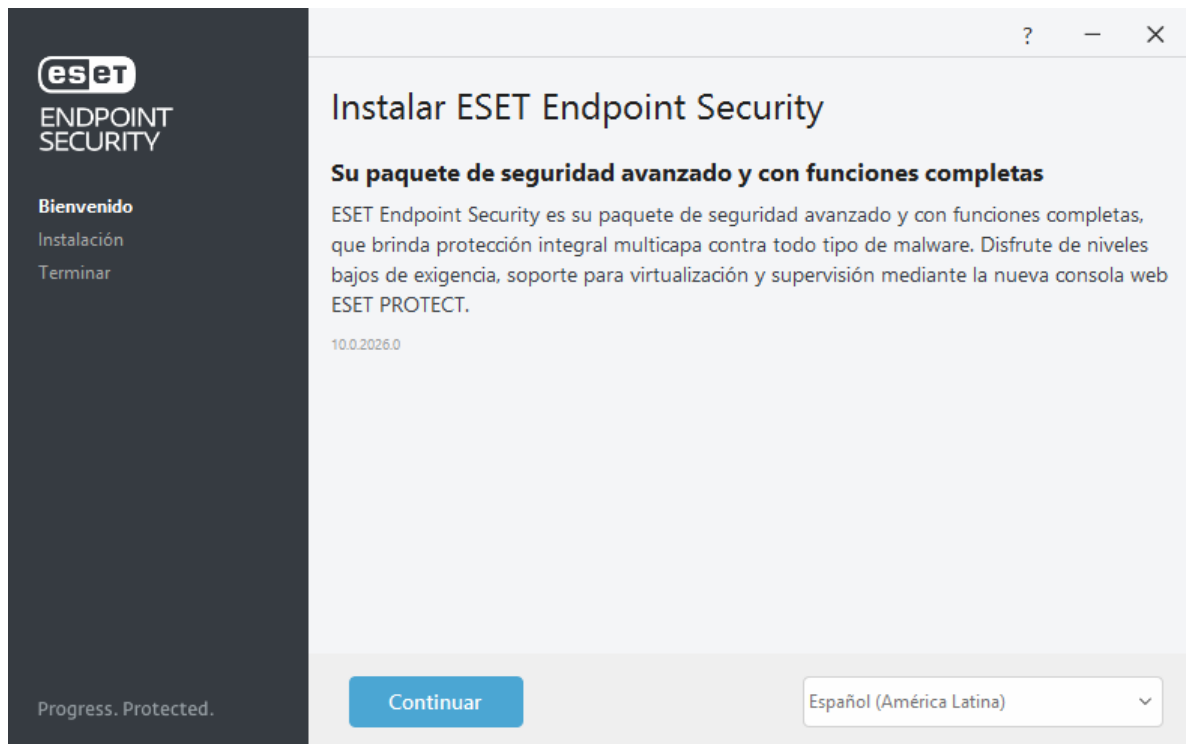 eset
ENDPOINT
SECURITY
Bienvenido
Instalación
Terminar
Progress. Protected.
?
Instalar ESET Endpoint Security
Su paquete de seguridad avanzado y con funciones completas
ESET Endpoint Security es su paquete de seguridad avanzado y con funciones completas,
que brinda protección integral multicapa contra todo tipo de malware. Disfrute de niveles
bajos de exigencia, soporte para virtualización y supervisión mediante la nueva consola web
ESET PROTECT.
10.0.2026.0
Continuar
Español (América Latina)